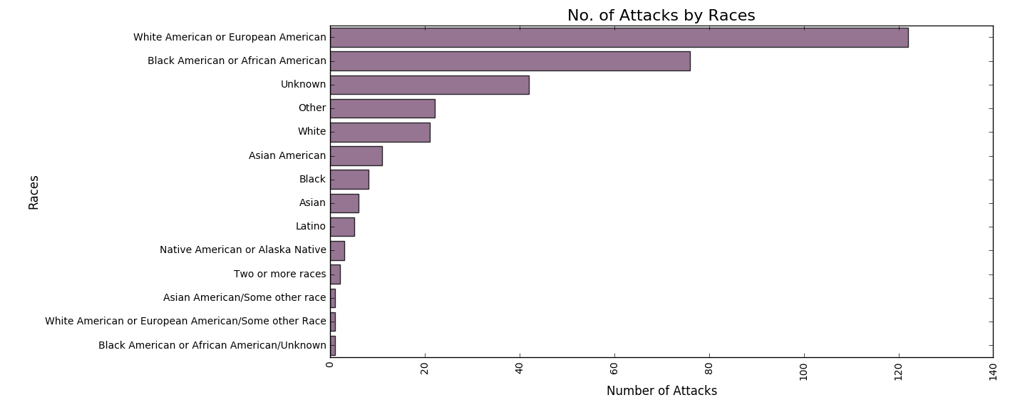 No. of Attacks by Races
White American or European American
Black American or African American
Unknown
Other
White
Asian American
Black
Asian
Latino
Native American or Alaska Native
Two or more races
Asian American/Some other race
White American or European American/Some other Race
Black American or African American/Unknown
Races
0 20 40 60 80 100 120 140
Number of Attacks